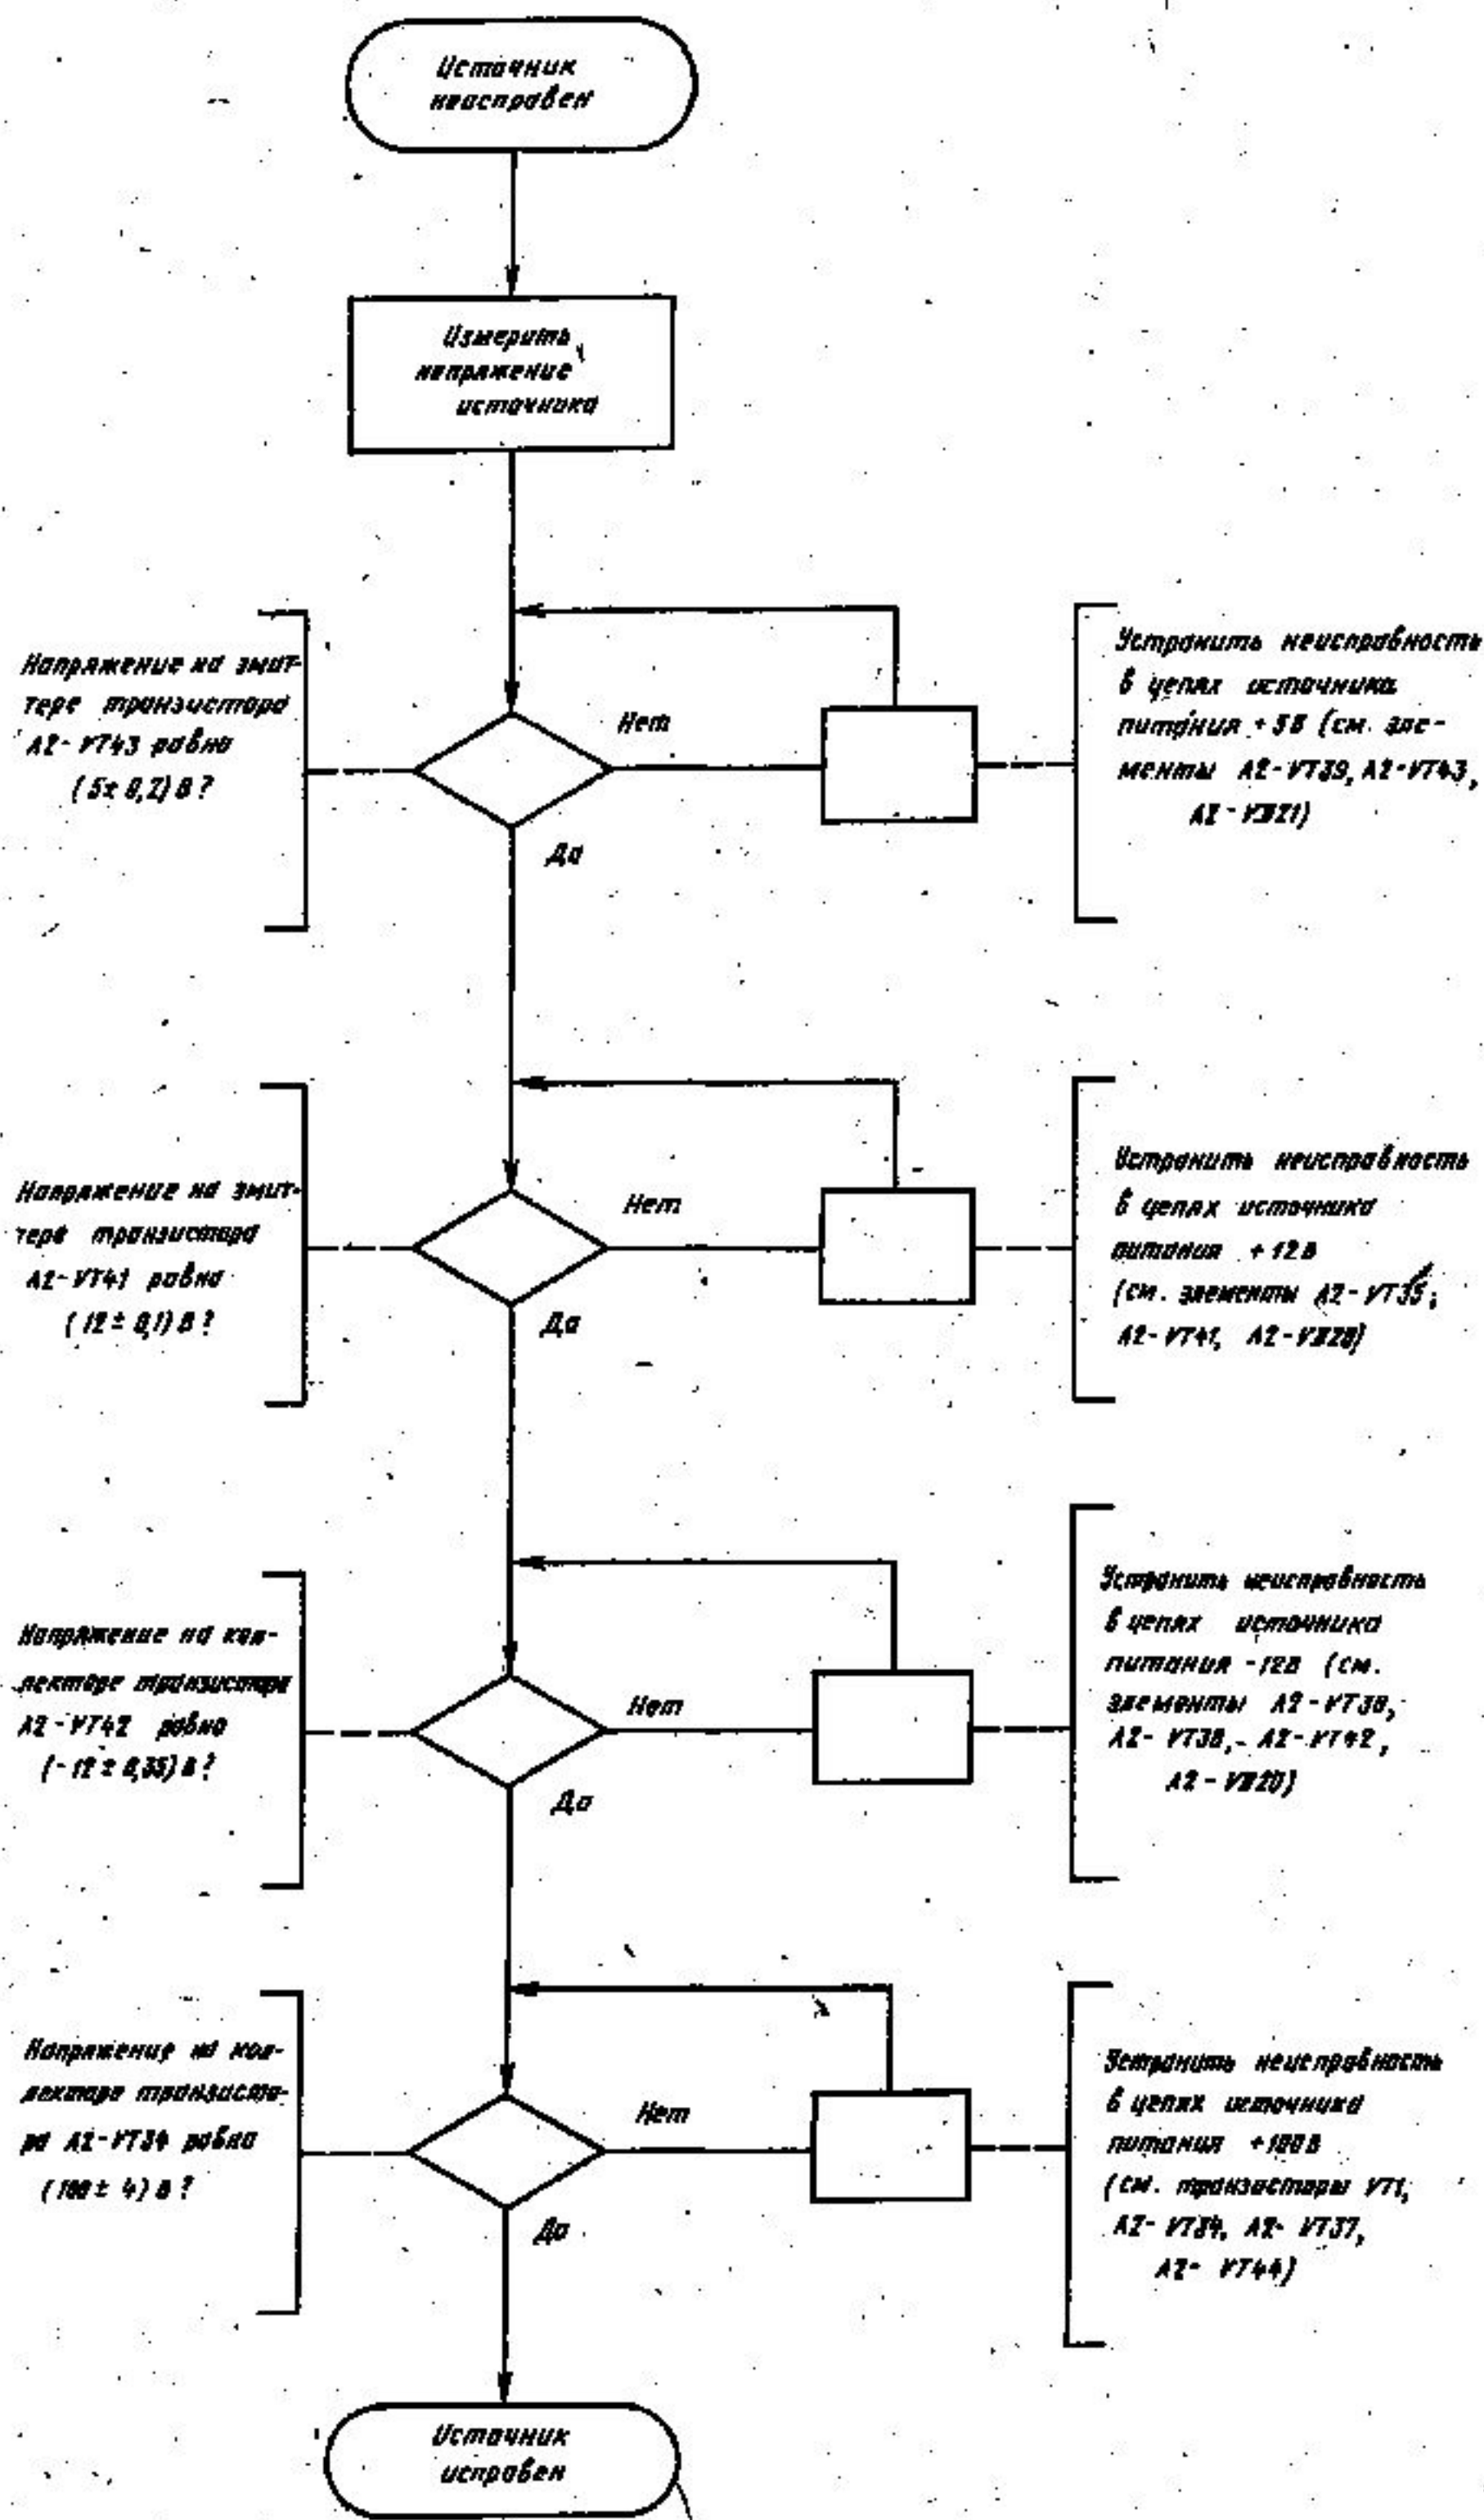 Источник
неисправен
Измерить
напряжение
источника
Напряжение на эмит-
тере транзистора
А2-VT43 равно
(5± 0,2) В ?
Нет
Да
Устранить неисправность
в цепях источника
питания +5В (см. эле-
менты А2-VT39, А2-VT43,
А2-VD21)
Напряжение на эмит-
тере транзистора
А2-VT41 равно
(12 ± 0,1) В ?
Нет
Да
Устранить неисправность
в цепях источника
питания +12В
(см. элементы А2-VT35,
А2-VT41, А2-VD20)
Напряжение на кол-
лекторе транзистора
А2-VT42 равно
(-12 ± 0,35) В ?
Нет
Да
Устранить неисправность
в цепях источника
питания -12В (см.
элементы А2-VT36,
А2-VT38, А2-VT42,
А2-VD20)
Напряжение на кол-
лекторе транзисто-
ра А2-VT34 равно
(100 ± 4) В ?
Нет
Да
Устранить неисправность
в цепях источника
питания +100В
(см. транзисторы VT1,
А2-VT34, А2-VT37,
А2-VT44)
Источник
исправен